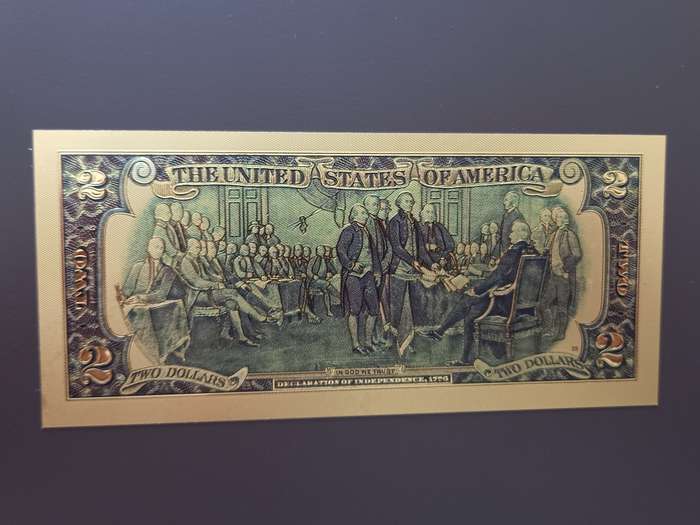 THE UNITED STATES OF AMERICA
2
2
TWO
TWO
2
2
TWO DOLLARS
TWO DOLLARS
IN GOD WE TRUST
DECLARATION OF INDEPENDENCE, 1776